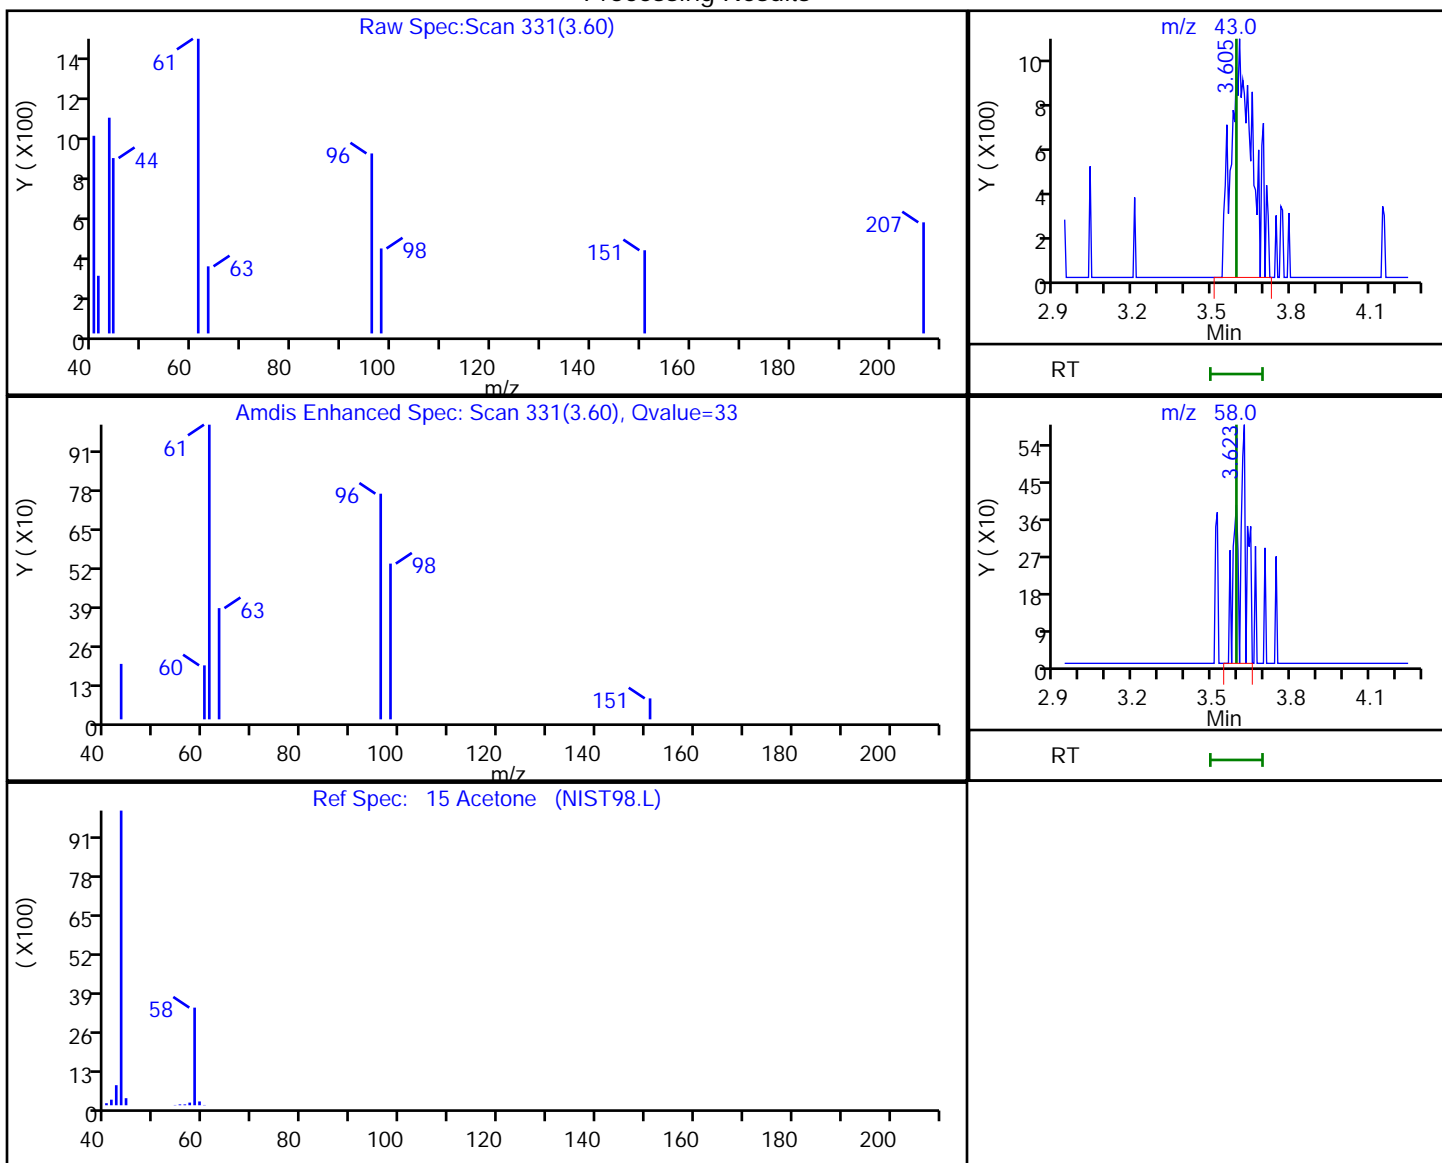 Processing Results
Raw Spec:Scan 331(3.60)
Y ( X100)
14
12
10
8
6
4
2
0
61
44
63
96
98
151
207
40 60 80 100 120 140 160 180 200
m/z
m/z 43.0
Y ( X100)
10
8
6
4
2
0
3.605
2.9 3.2 3.5 3.8 4.1
Min
RT
Amdis Enhanced Spec: Scan 331(3.60), Qvalue=33
Y ( X10)
91
78
65
52
39
26
13
0
61
60
63
96
98
151
40 60 80 100 120 140 160 180 200
m/z
m/z 58.0
Y ( X10)
54
45
36
27
18
9
0
3.623
2.9 3.2 3.5 3.8 4.1
Min
RT
Ref Spec: 15 Acetone (NIST98.L)
( X100)
91
78
65
52
39
26
13
0
58
40 60 80 100 120 140 160 180 200